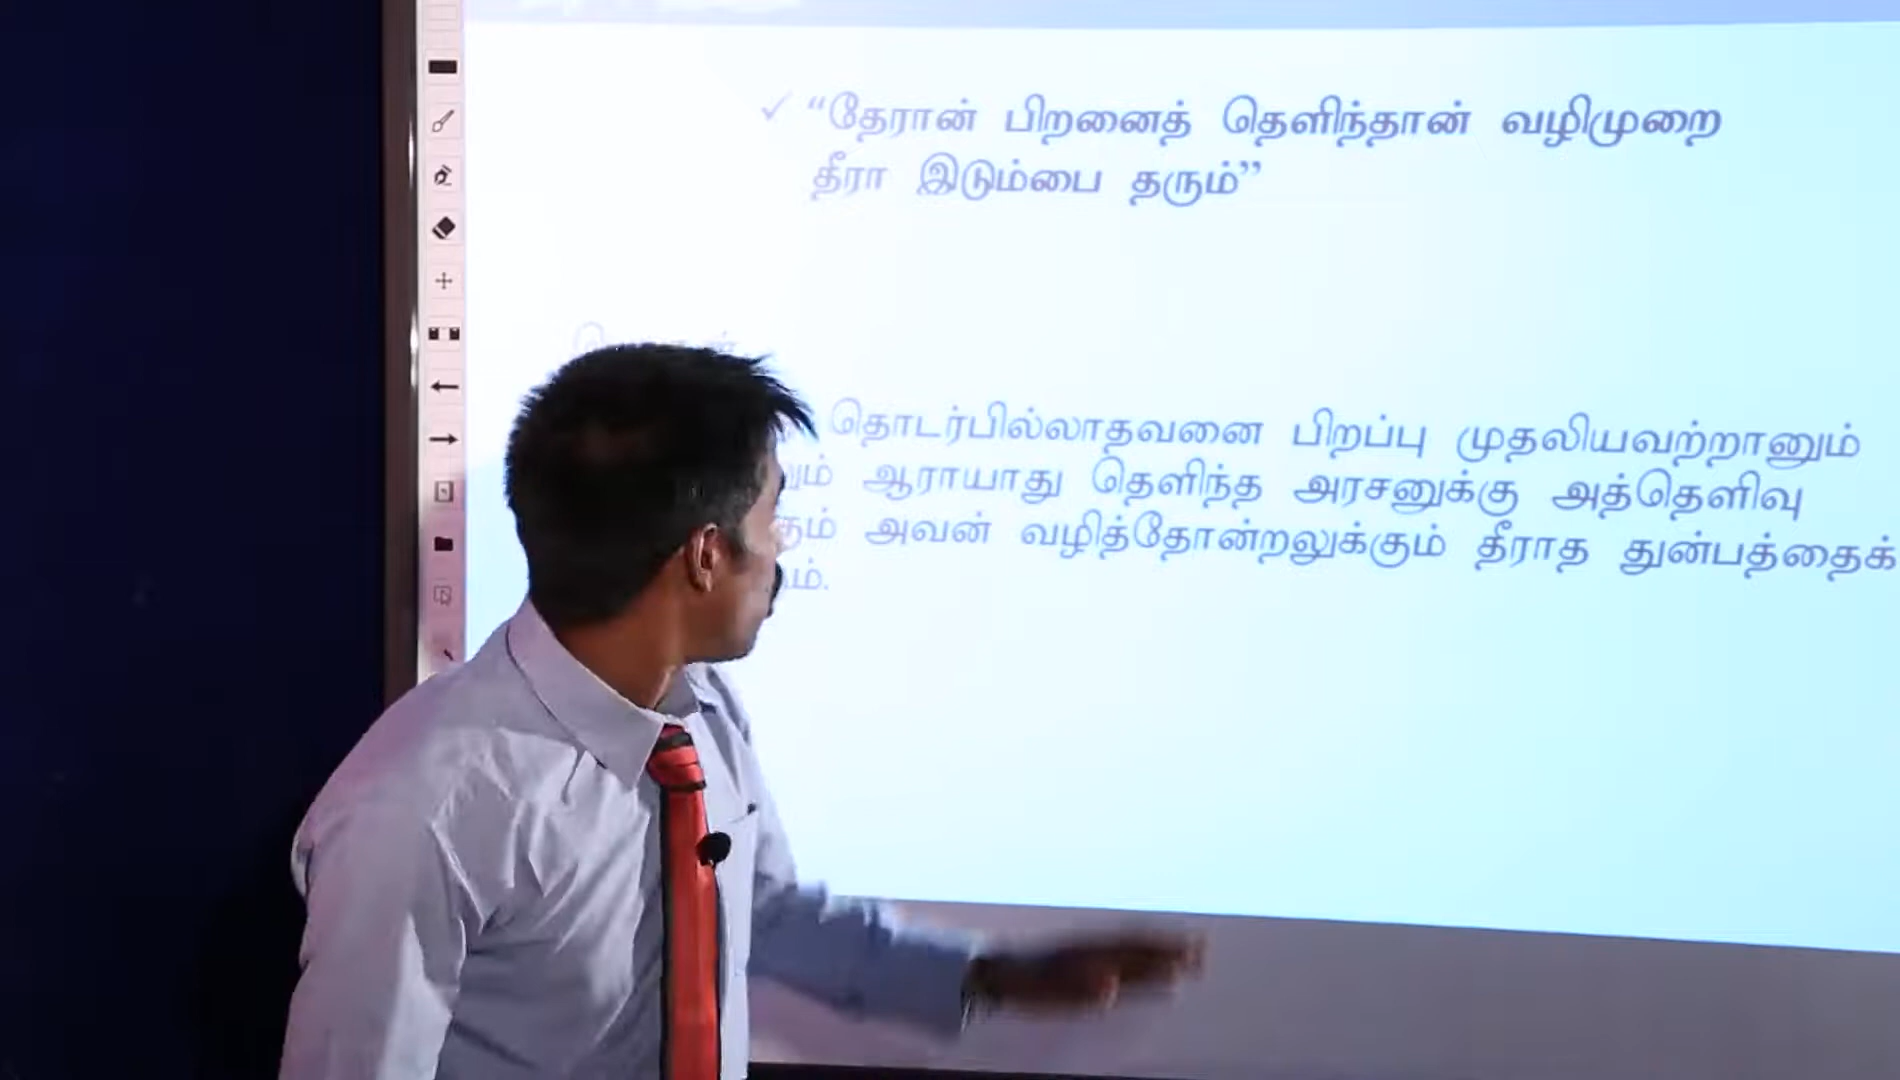 ✓ “தேரான் பிறனைத் தெளிந்தான் வழிமுறை
தீரா இடும்பை தரும்”
தொடர்பில்லாதவனை பிறப்பு முதலியவற்றானும்
ஆராயாது தெளிந்த அரசனுக்கு அத்தெளிவு
அவன் வழித்தோன்றலுக்கும் தீராத துன்பத்தைக்